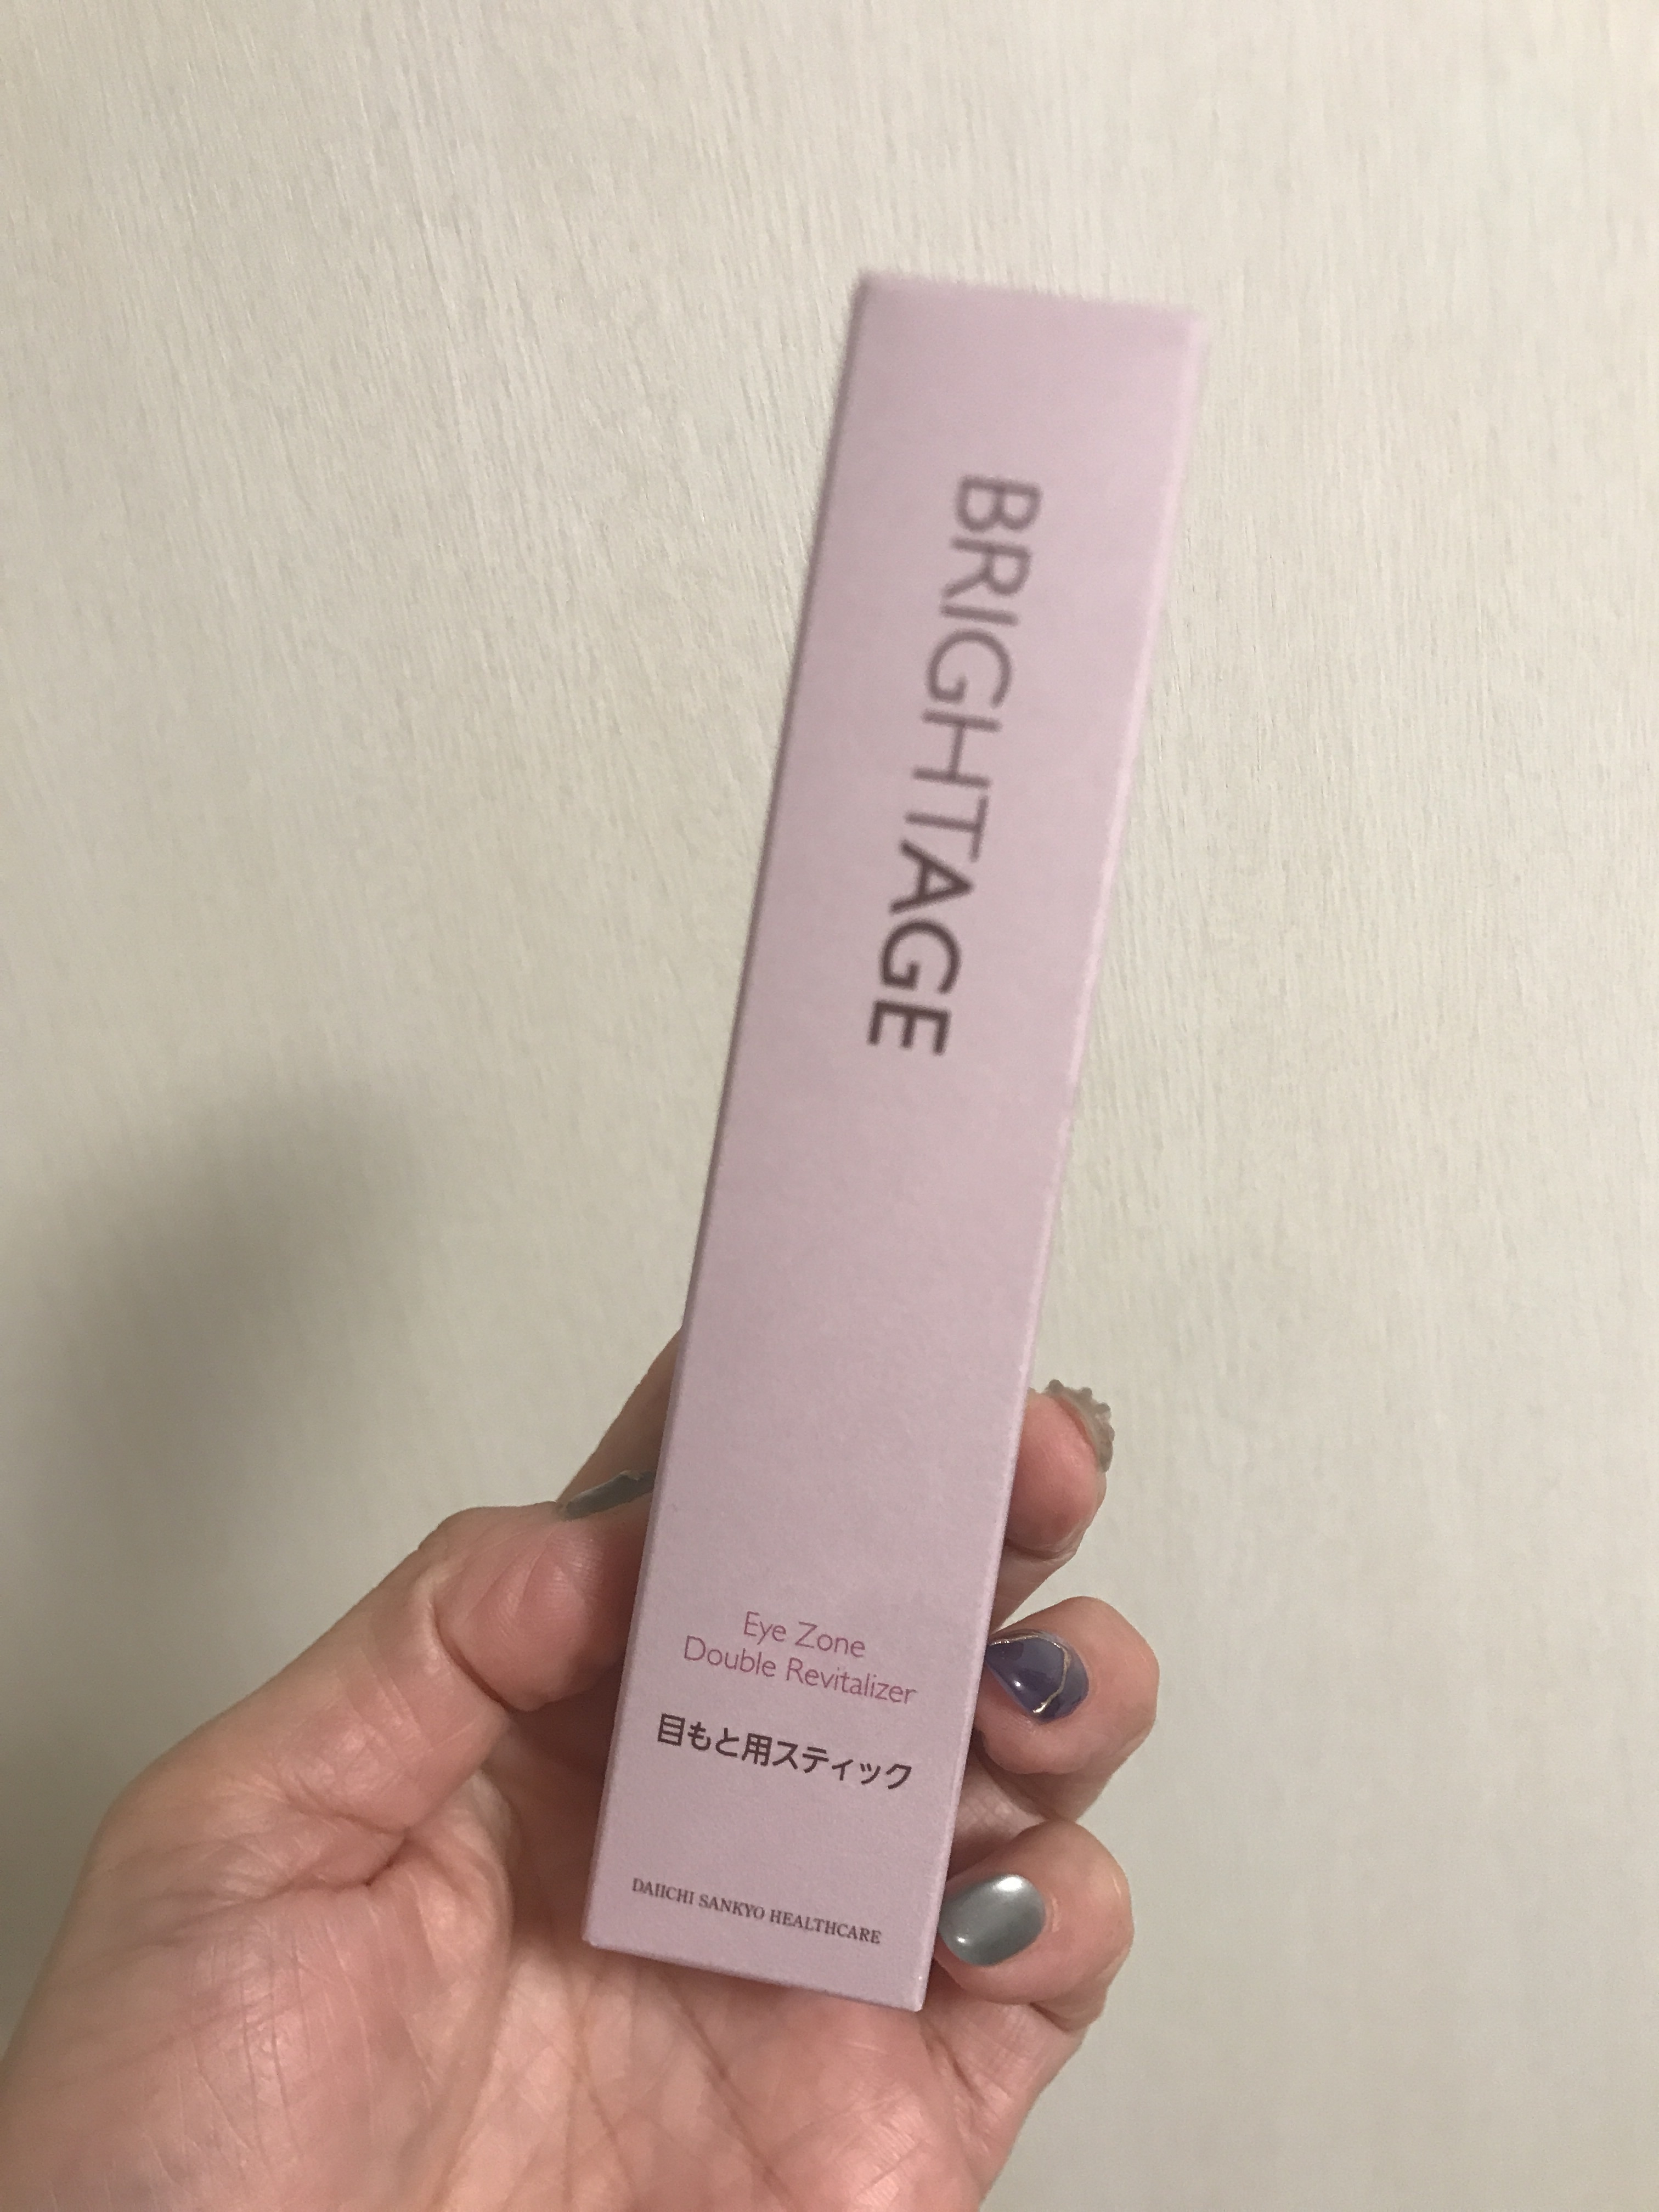 BRIGHTAGE
Eye Zone
Double Revitalizer
目もと用スティック
DAIICHI SANKYO HEALTHCARE